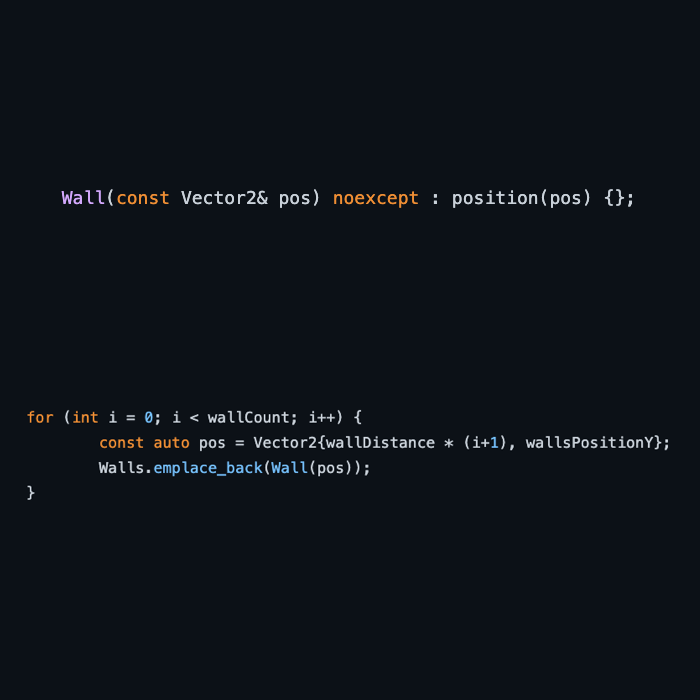 Wall(const Vector2& pos) noexcept : position(pos) {};
for (int i = 0; i < wallCount; i++) {
        const auto pos = Vector2{wallDistance * (i+1), wallsPositionY};
        Walls.emplace_back(Wall(pos));
}